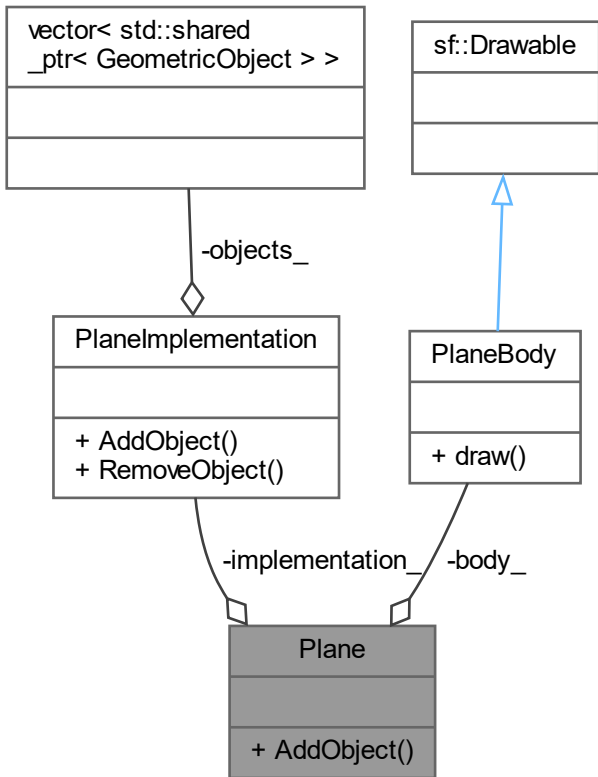 vector< std::shared
_ptr< GeometricObject > >
sf::Drawable
-objects_
PlaneImplementation
+ AddObject()
+ RemoveObject()
PlaneBody
+ draw()
-implementation_
-body_
Plane
+ AddObject()